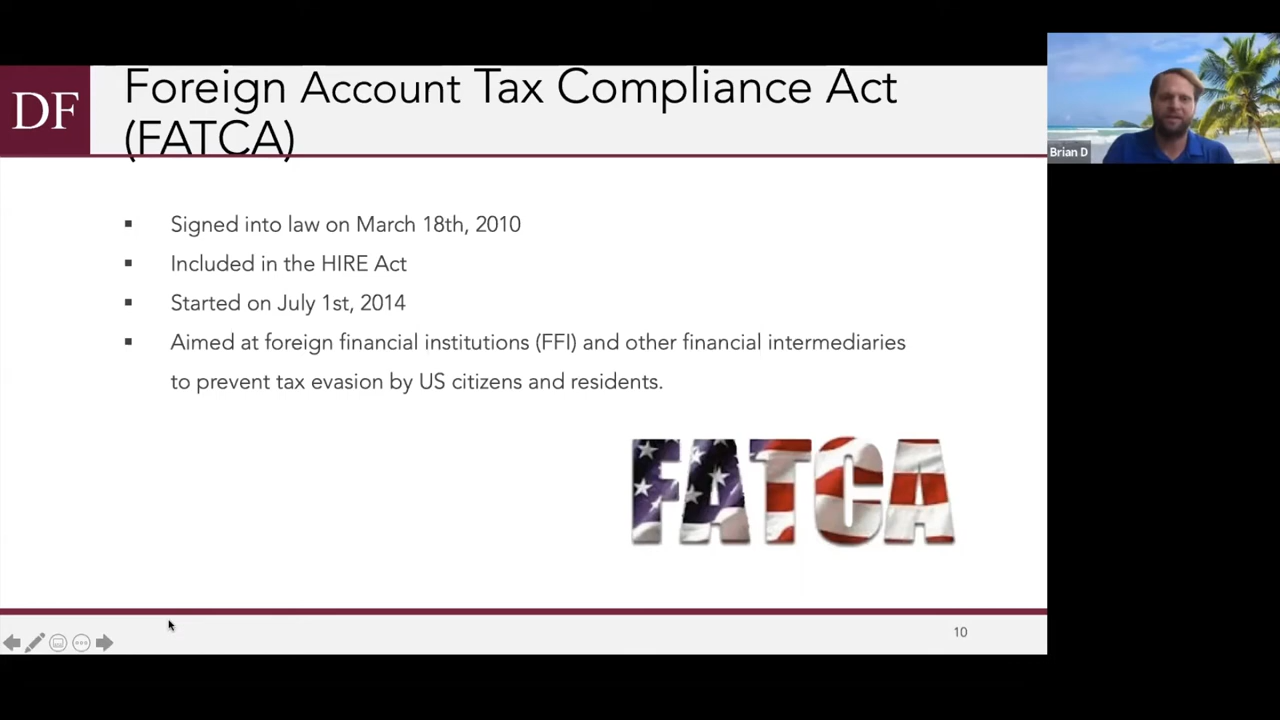 DF
Foreign Account Tax Compliance Act
(FATCA)
Brian D
Signed into law on March 18th, 2010
Included in the HIRE Act
Started on July 1st, 2014
Aimed at foreign financial institutions (FFI) and other financial intermediaries
to prevent tax evasion by US citizens and residents.
FATCA
10